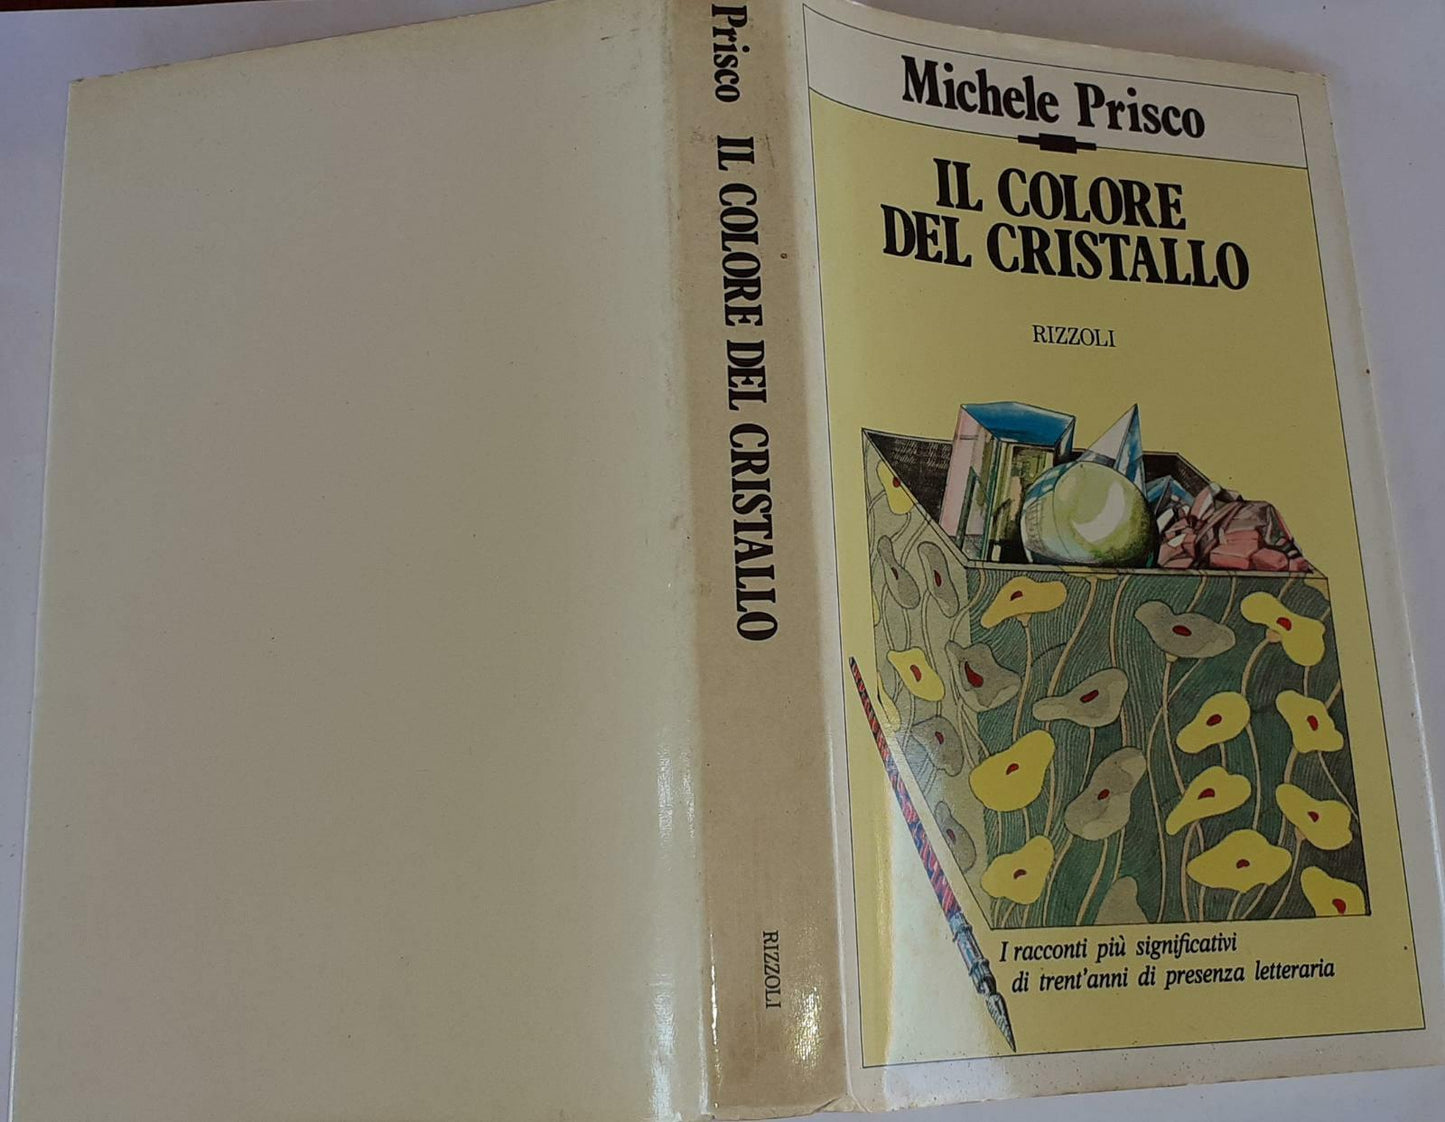 Prisco IL COLORE DEL CRISTALLO
RIZZOLI
Michele Prisco
IL COLORE
DEL CRISTALLO
RIZZOLI
I racconti più significativi
di trent'anni di presenza letteraria